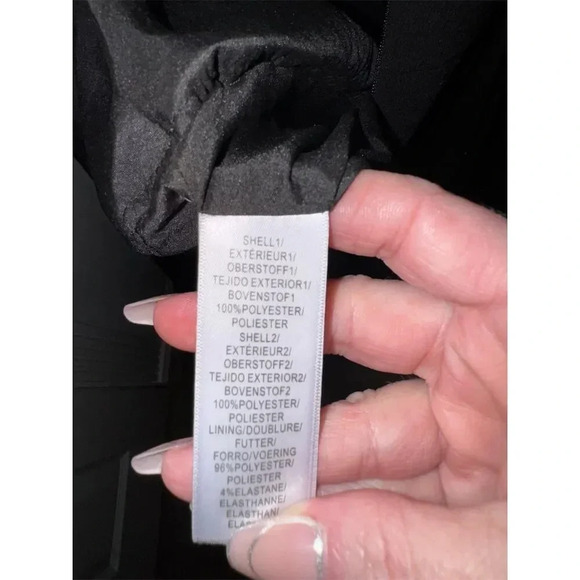 SHELL1/
EXTÉRIEUR1/
OBERSTOFF1/
TEJIDO EXTERIOR1/
BOVENSTOF1
100%POLYESTER/
POLIESTER
SHELL2/
EXTÉRIEUR2/
OBERSTOFF2/
TEJIDO EXTERIOR2/
BOVENSTOF2
100%POLYESTER/
POLIESTER
LINING/DOUBLURE/
FUTTER/
FORRO/VOERING
96%POLYESTER/
POLIESTER
4%ELASTANE/
ELASTHANNE/
ELASTHAN/